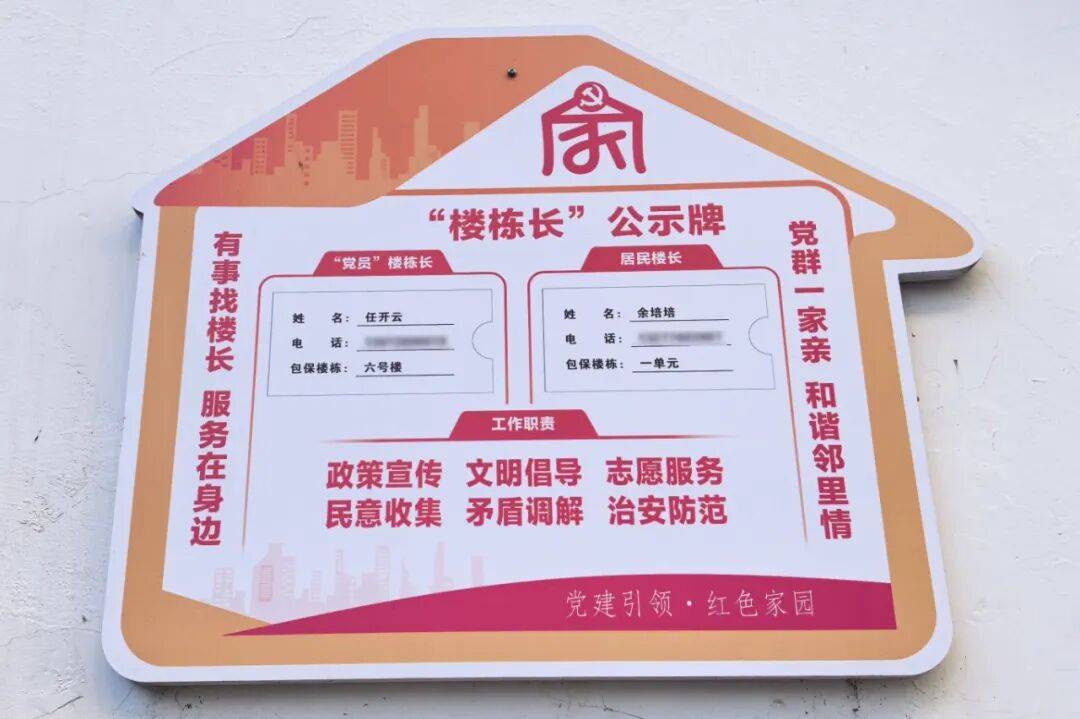 家
“楼栋长”公示牌
有事找楼长 服务在身边
“党员”楼栋长
姓 名： 任开云
电 话：
包保楼栋： 六号楼
居民楼长
姓 名： 余培培
电 话：
包保楼栋： 一单元
党群一家亲 和谐邻里情
工作职责
政策宣传 文明倡导 志愿服务
民意收集 矛盾调解 治安防范
党建引领·红色家园